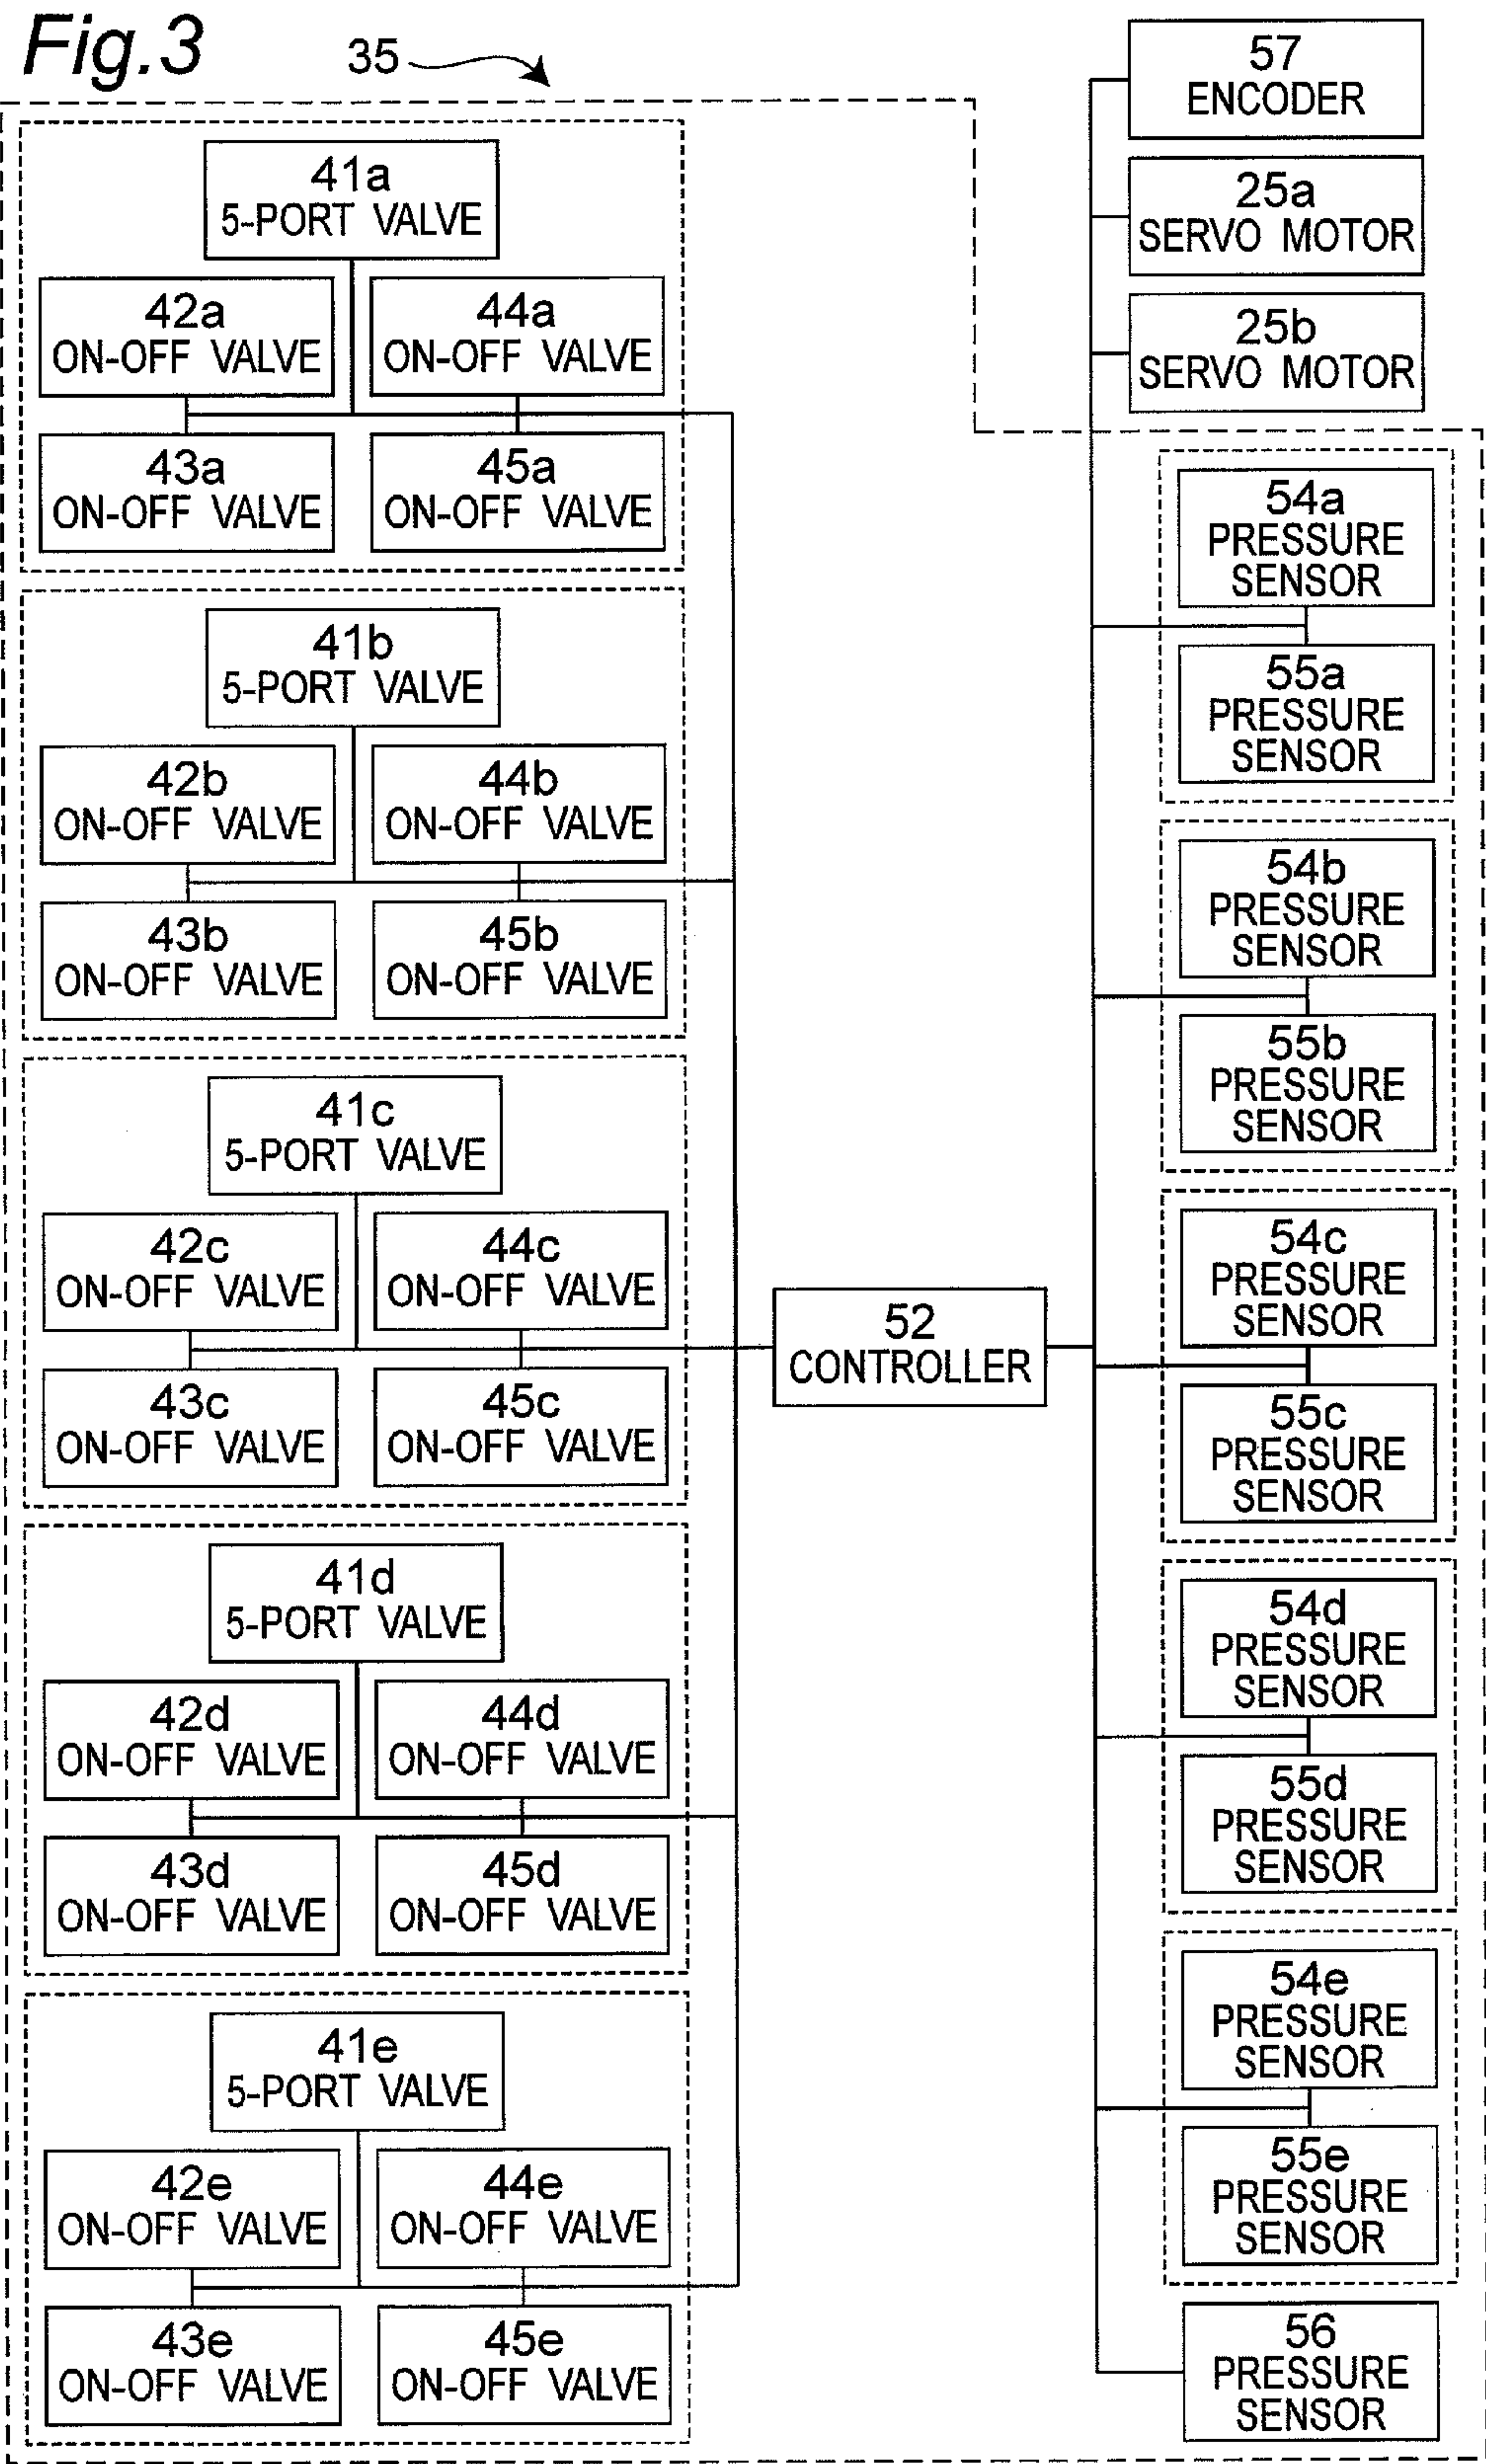 Fig.3
35
41a
5-PORT VALVE
42a
ON-OFF VALVE
44a
ON-OFF VALVE
43a
ON-OFF VALVE
45a
ON-OFF VALVE
41b
5-PORT VALVE
42b
ON-OFF VALVE
44b
ON-OFF VALVE
43b
ON-OFF VALVE
45b
ON-OFF VALVE
41c
5-PORT VALVE
42c
ON-OFF VALVE
44c
ON-OFF VALVE
43c
ON-OFF VALVE
45c
ON-OFF VALVE
41d
5-PORT VALVE
42d
ON-OFF VALVE
44d
ON-OFF VALVE
43d
ON-OFF VALVE
45d
ON-OFF VALVE
41e
5-PORT VALVE
42e
ON-OFF VALVE
44e
ON-OFF VALVE
43e
ON-OFF VALVE
45e
ON-OFF VALVE
52
CONTROLLER
57
ENCODER
25a
SERVO MOTOR
25b
SERVO MOTOR
54a
PRESSURE
SENSOR
55a
PRESSURE
SENSOR
54b
PRESSURE
SENSOR
55b
PRESSURE
SENSOR
54c
PRESSURE
SENSOR
55c
PRESSURE
SENSOR
54d
PRESSURE
SENSOR
55d
PRESSURE
SENSOR
54e
PRESSURE
SENSOR
55e
PRESSURE
SENSOR
56
PRESSURE
SENSOR